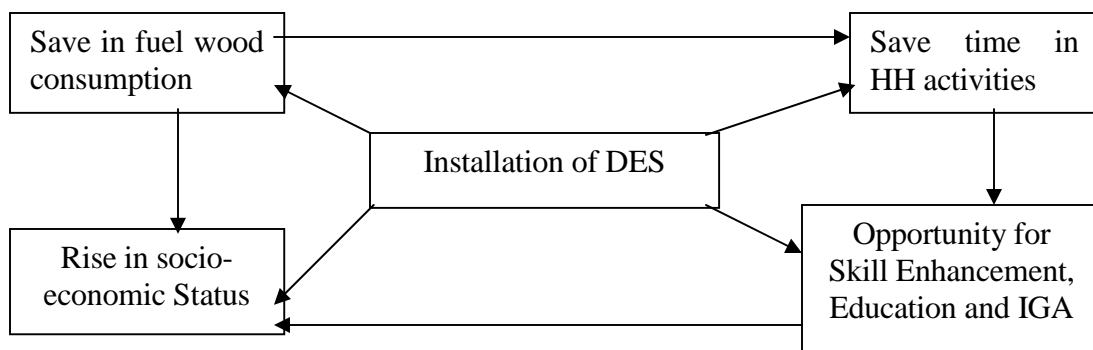 Save in fuel wood
consumption
Save time in
HH activities
Installation of DES
Rise in socio-
economic Status
Opportunity for
Skill Enhancement,
Education and IGA